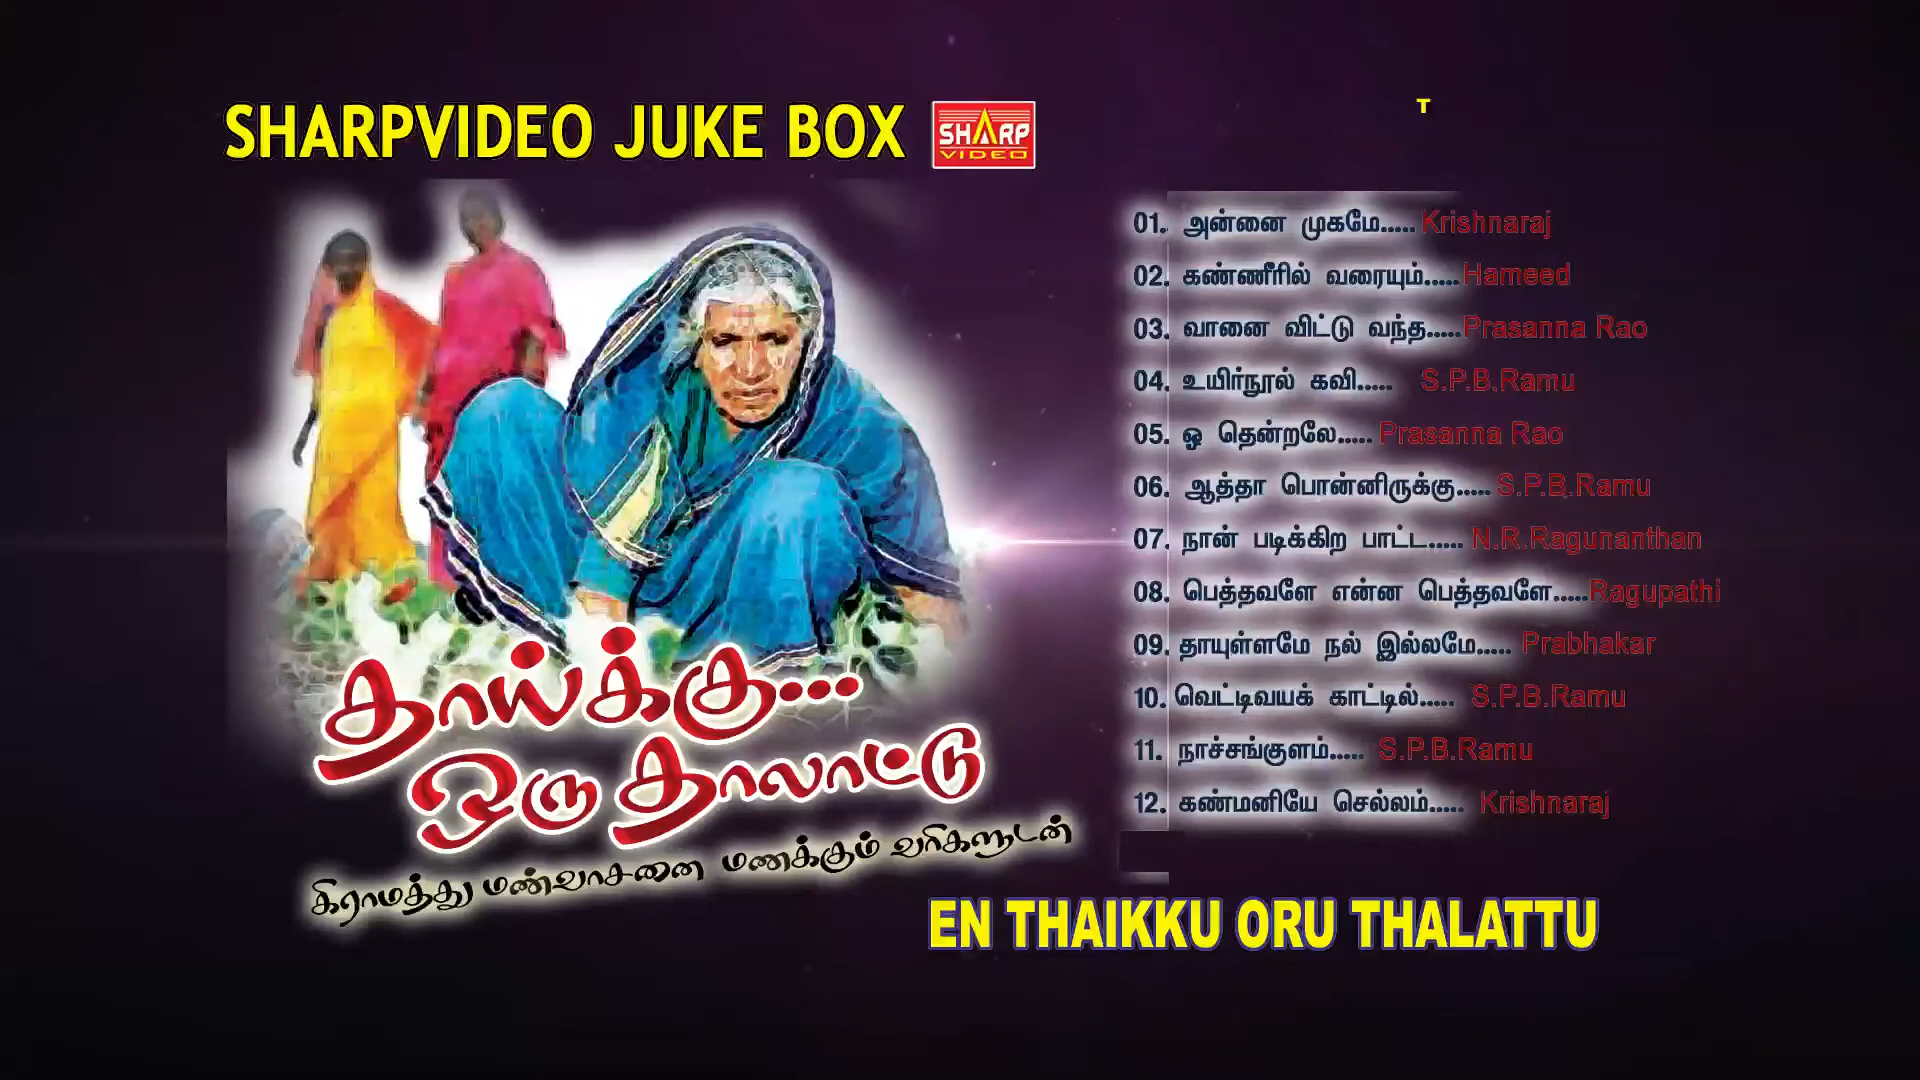 SHARPVIDEO JUKE BOX
SHARP
VIDEO
T
01. அன்னை முகமே..... Krishnaraj
02. கண்ணீரில் வரையும்.....Hameed
03. வானை விட்டு வந்த.....Prasanna Rao
04. உயிர்நூல் கவி..... S.P.B.Ramu
05. ஓ தென்றலே..... Prasanna Rao
06. ஆத்தா பொன்னிருக்கு..... S.P.B.Ramu
07. நான் படிக்கிற பாட்ட..... N.R.Ragunanthan
08. பெத்தவளே என்ன பெத்தவளே.....Ragupathi
09. தாயுள்ளமே நல் இல்லமே..... Prabhakar
10. வெட்டிவயக் காட்டில்..... S.P.B.Ramu
11. நாச்சங்குளம்..... S.P.B.Ramu
12. கண்மனியே செல்லம்..... Krishnaraj
தாய்க்கு...
ஒரு தாலாட்டு
கிராமத்து மண்வாசனை மணக்கும் வரிகளுடன்
EN THAIKKU ORU THALATTU